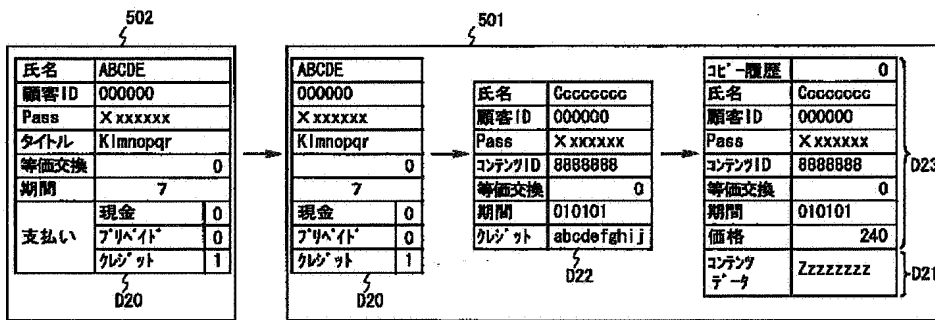 502
501
氏名 ABCDE
顧客ID 000000
Pass Xxxxxxx
タイトル Klmnopqr
等価交換 0
期間 7
支払い
現金 0
プリペイド 0
クレジット 1
D20
ABCDE
000000
Xxxxxxx
Klmnopqr
0
7
現金 0
プリペイド 0
クレジット 1
D20
氏名 Cccccccc
顧客ID 000000
Pass Xxxxxxx
コンテンツID 8888888
等価交換 0
期間 010101
クレジット abcdefghij
D22
コピー履歴 0
氏名 Cccccccc
顧客ID 000000
Pass Xxxxxxx
コンテンツID 8888888
等価交換 0
期間 010101
価格 240
D23
コンテンツ
データ Zzzzzzzz
D21